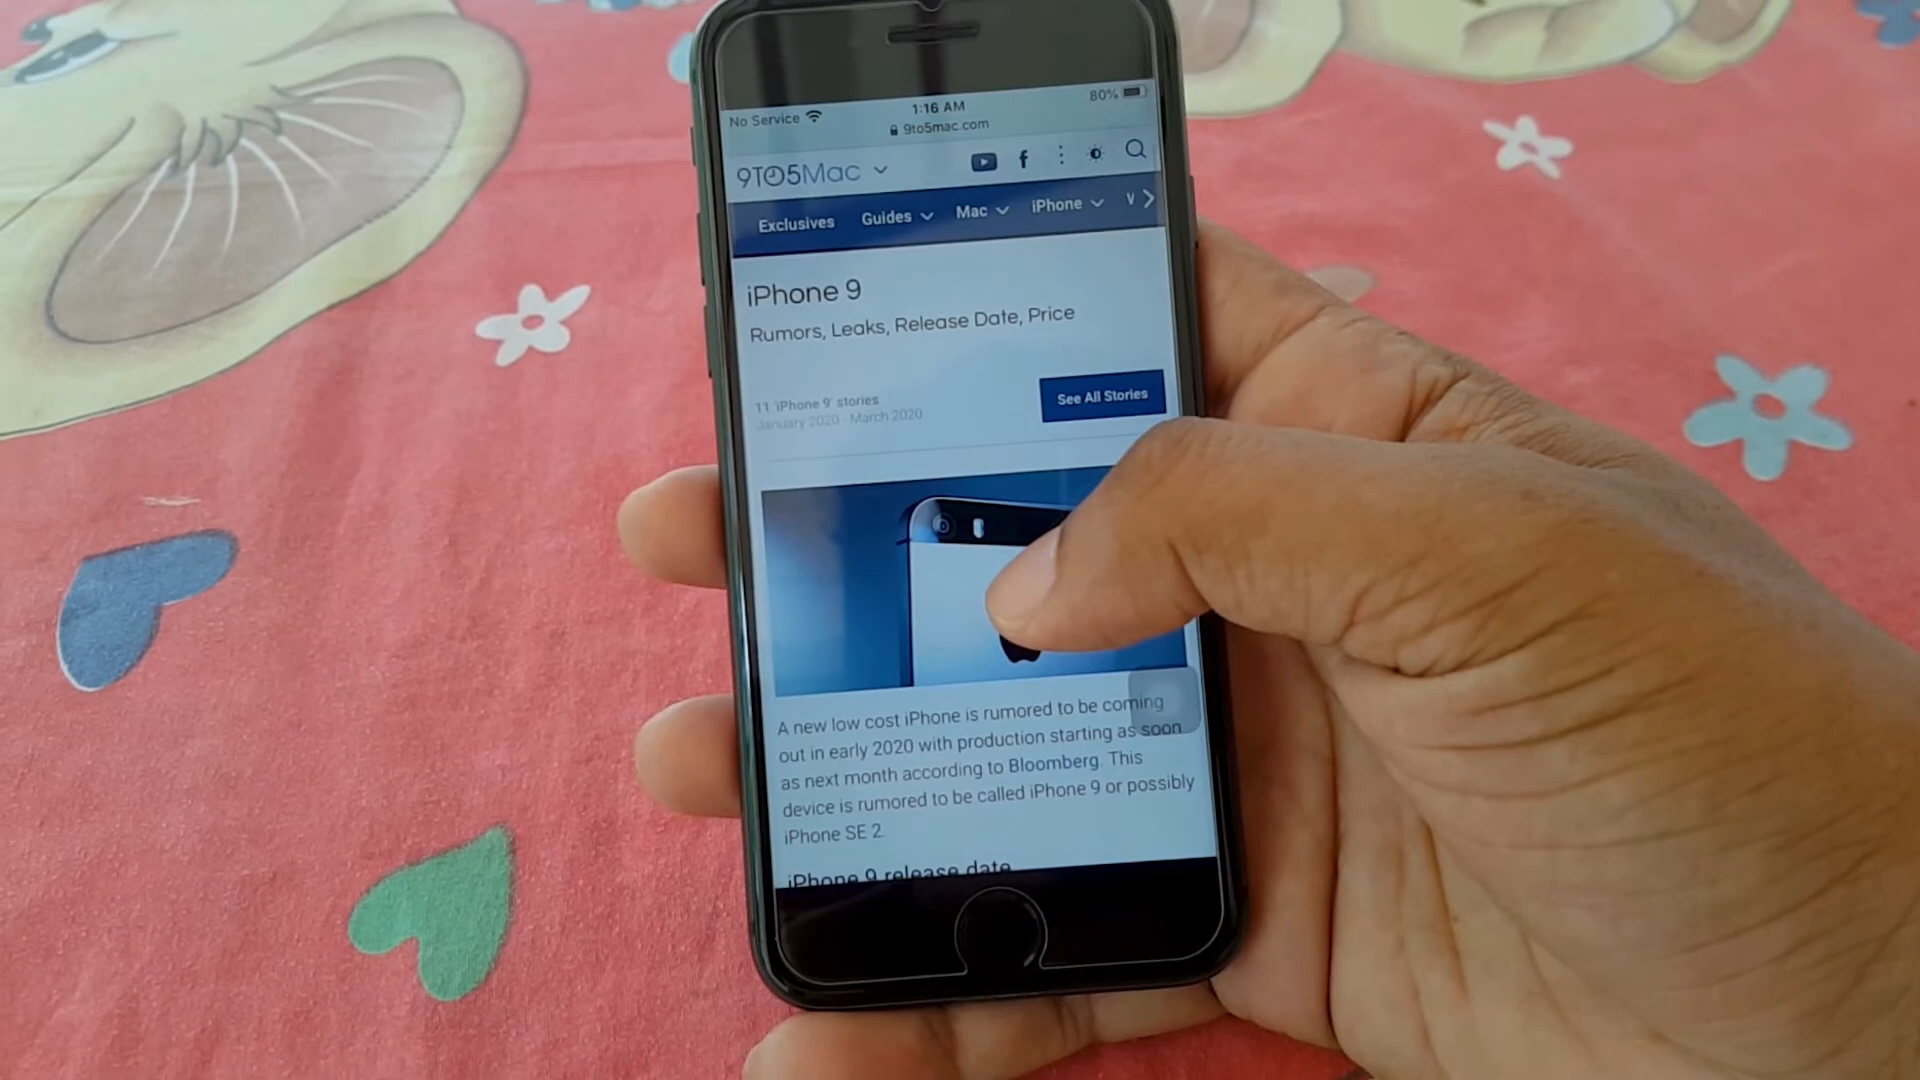 No Service
1:16 AM
80%
9to5mac.com
9TO5Mac
Exclusives Guides Mac iPhone V
iPhone 9
Rumors, Leaks, Release Date, Price
11 'iPhone 9' stories
January 2020 - March 2020
See All Stories
A new low cost iPhone is rumored to be coming
out in early 2020 with production starting as soon
as next month according to Bloomberg. This
device is rumored to be called iPhone 9 or possibly
iPhone SE 2.
iPhone 9 release date